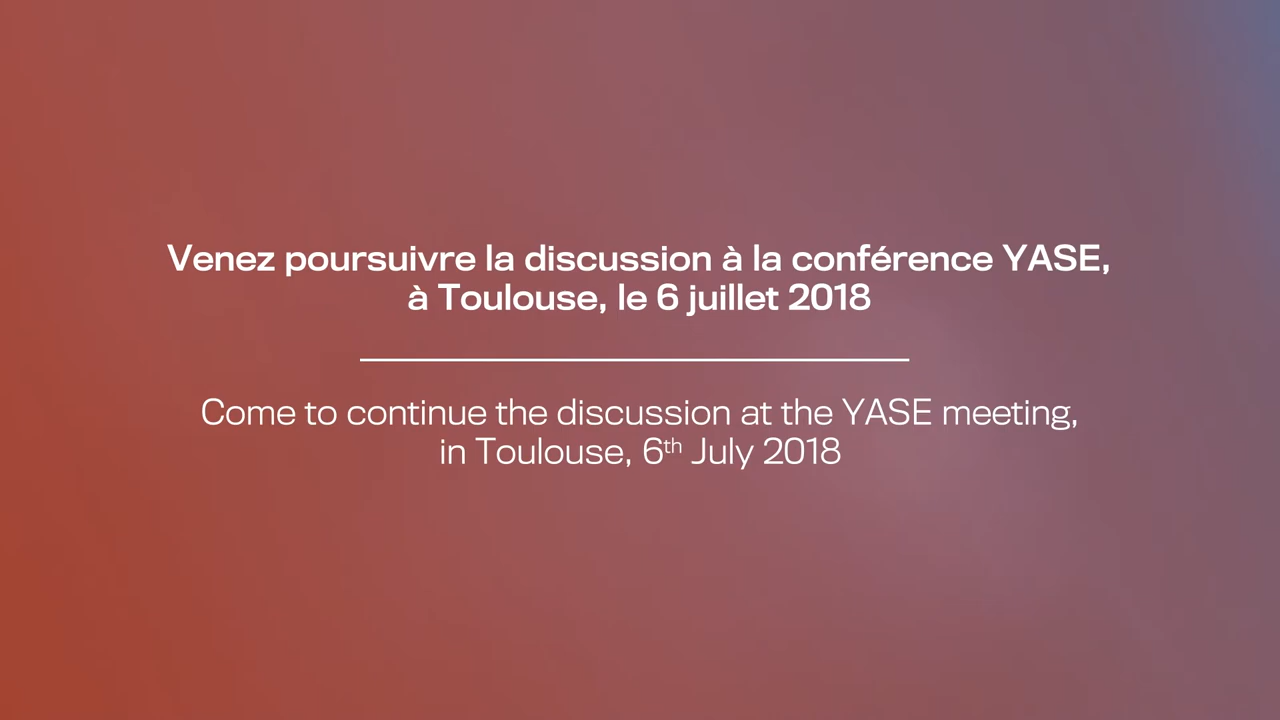 Venez poursuivre la discussion à la conférence YASE,
à Toulouse, le 6 juillet 2018
Come to continue the discussion at the YASE meeting,
in Toulouse, 6th July 2018